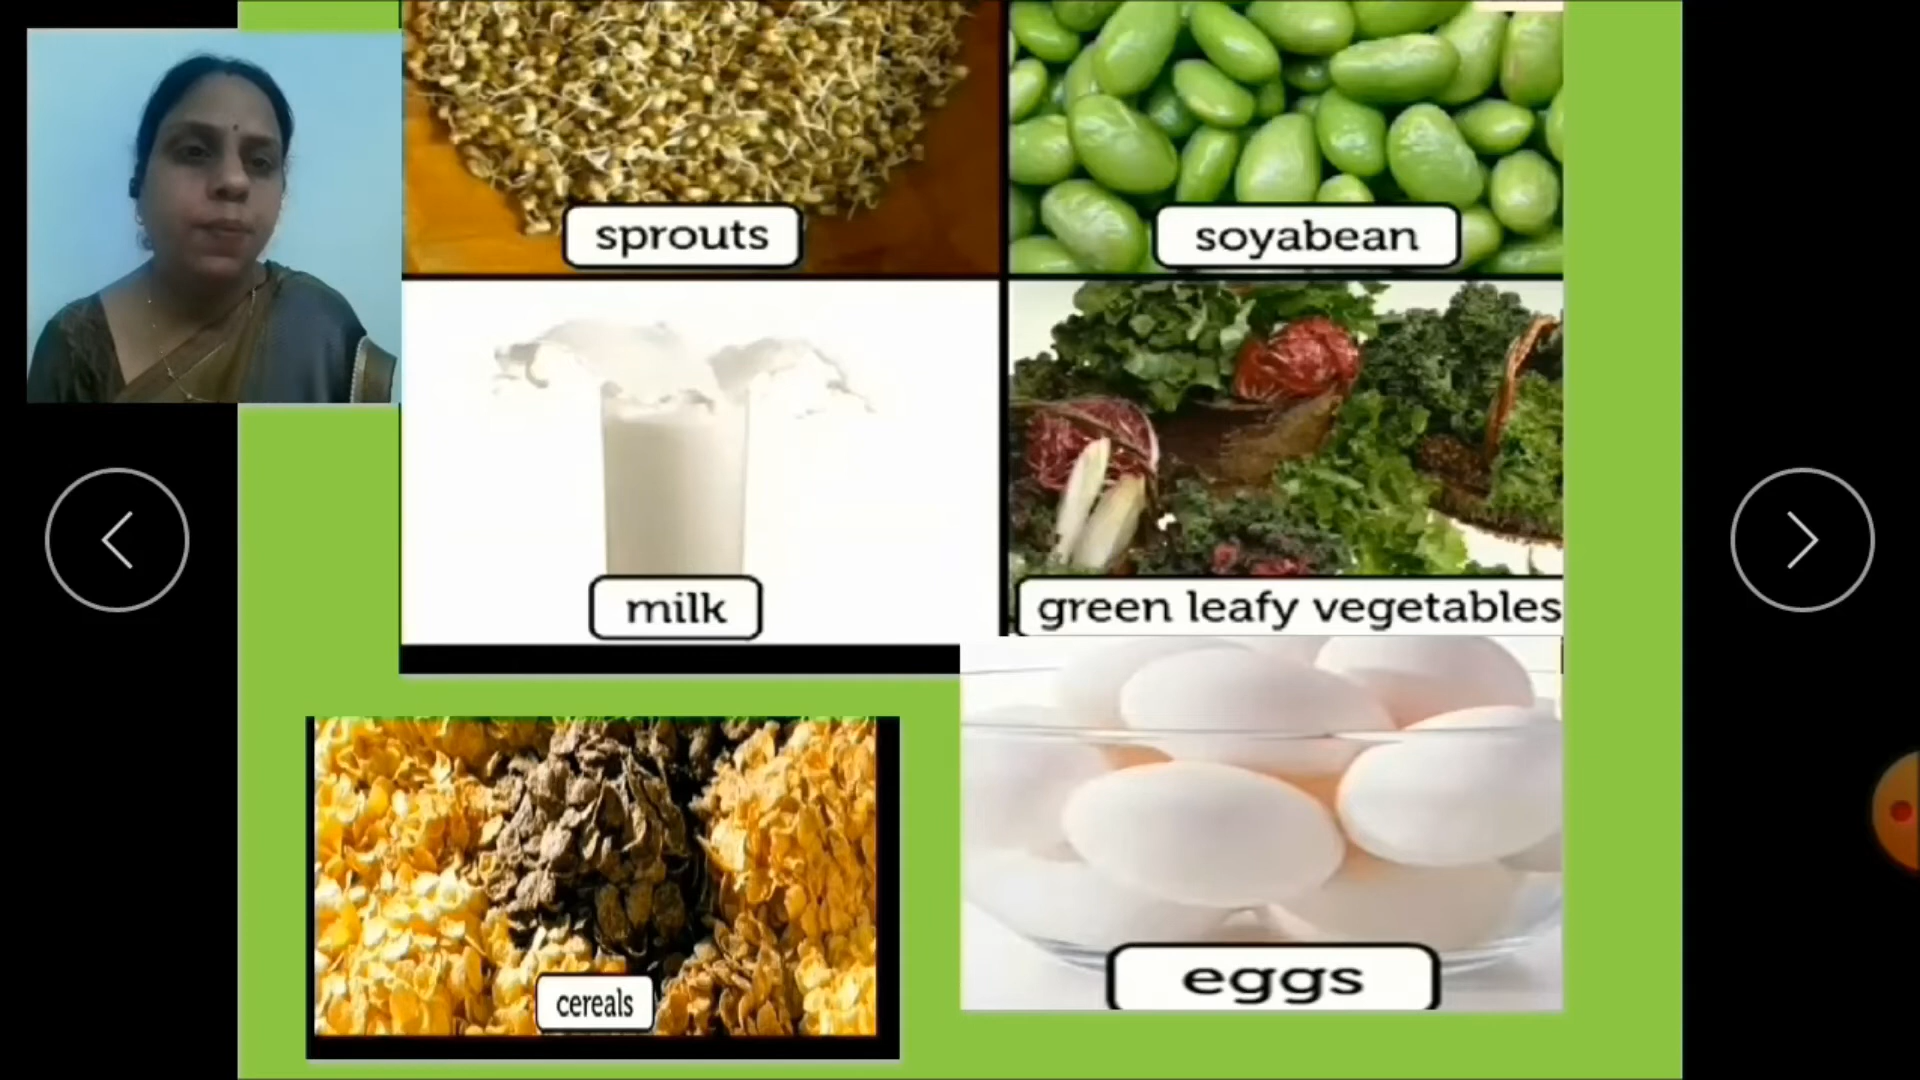 sprouts
soyabean
milk
green leafy vegetables
cereals
eggs